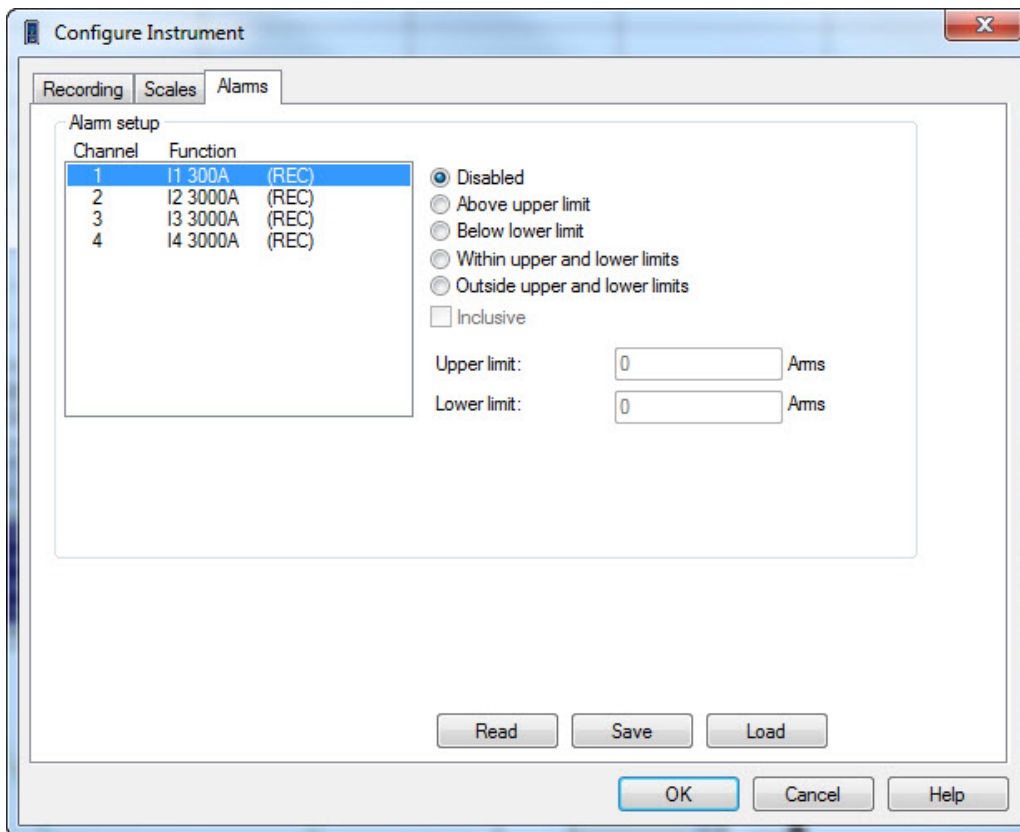 Configure Instrument
Recording Scales Alarms
Alarm setup
Channel Function
1 I1 300A (REC)
2 I2 3000A (REC)
3 I3 3000A (REC)
4 I4 3000A (REC)
Disabled
Above upper limit
Below lower limit
Within upper and lower limits
Outside upper and lower limits
Inclusive
Upper limit: 0 Arms
Lower limit: 0 Arms
Read Save Load
OK Cancel Help